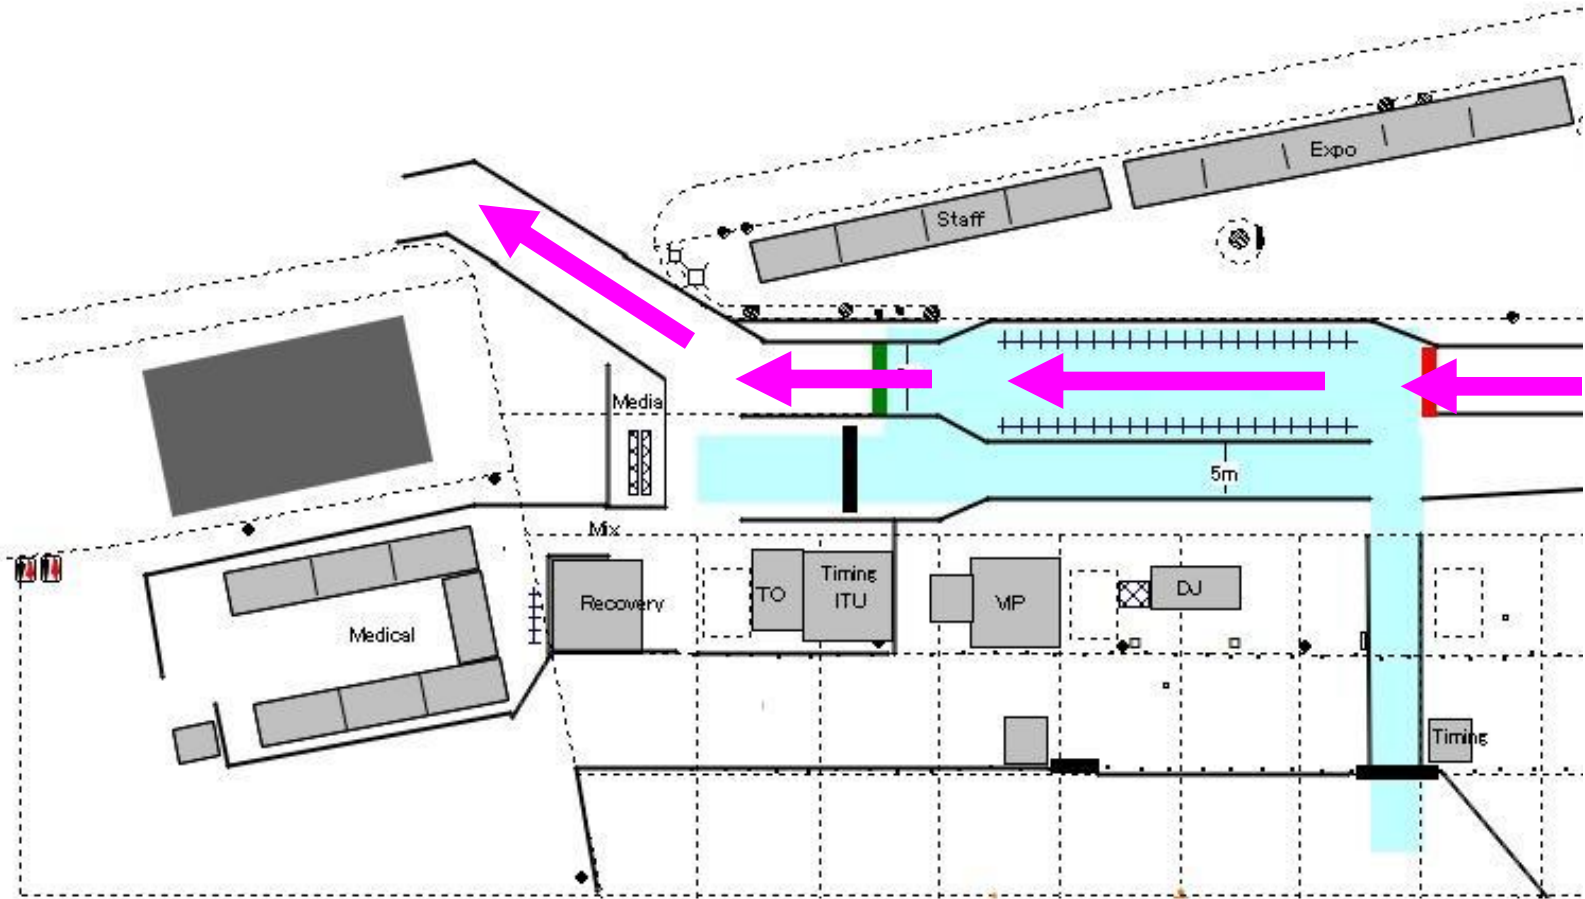 Expo
Staff
Media
5m
Mix
Timing
ITU
TO
Recovery
VIP
DJ
Medical
Timing